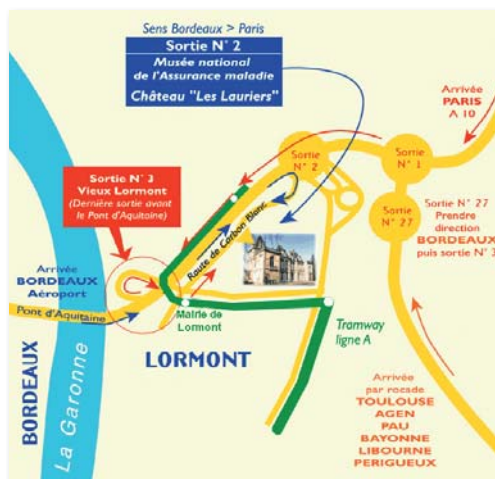 Sens Bordeaux > Paris
Sortie N° 2
Musée national
de l'Assurance maladie
Château "Les Lauriers"
Arrivée
PARIS
A 10
Sortie
N° 2
Sortie
N° 1
Sortie N° 3
Vieux Lormont
(Dernière sortie avant
le Pont d'Aquitaine)
Sortie
N° 27
Sortie N° 27
Prendre
direction
BORDEAUX
puis sortie N° 3
Route de Carbon Blanc
Arrivée
BORDEAUX
Aéroport
Pont d'Aquitaine
Mairie de
Lormont
Tramway
ligne A
LORMONT
BORDEAUX
La Garonne
Arrivée
par rocade
TOULOUSE
AGEN
PAU
BAYONNE
LIBOURNE
PERIGUEUX